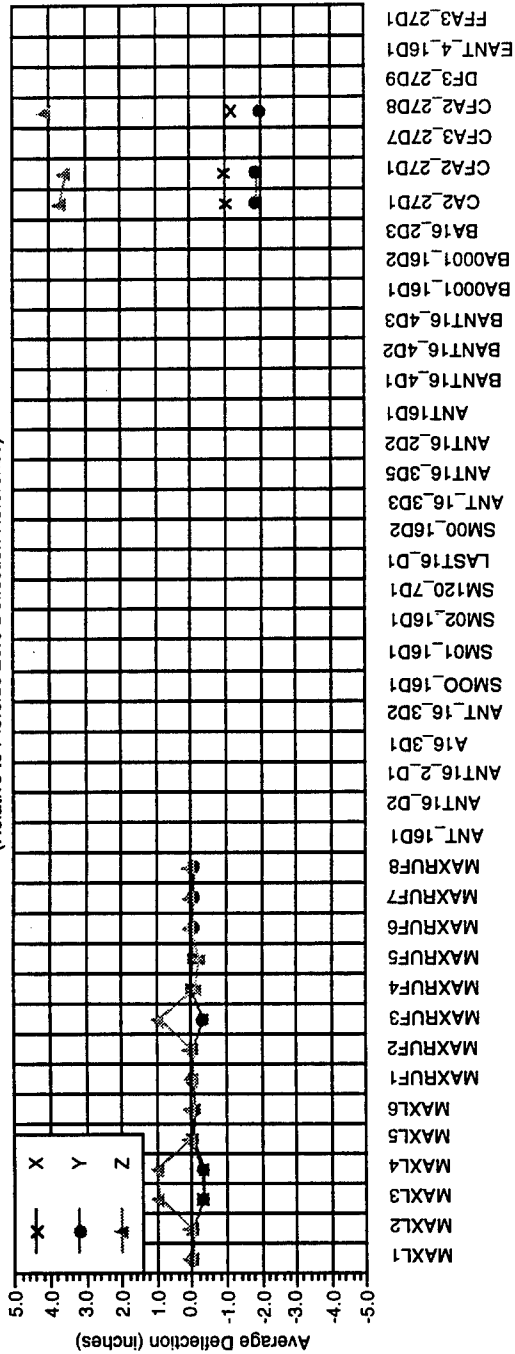 X
Y
Z
Average Deflection (inches)
5.0
4.0
3.0
2.0
1.0
0.0
-1.0
-2.0
-3.0
-4.0
-5.0
MAXL1
MAXL2
MAXL3
MAXL4
MAXL5
MAXL6
MAXRUF1
MAXRUF2
MAXRUF3
MAXRUF4
MAXRUF5
MAXRUF6
MAXRUF7
MAXRUF8
ANT_16D1
ANT16_D2
ANT16_2_D1
A16_3D1
ANT_16_3D2
SMOO_16D1
SM01_16D1
SM02_16D1
SM120_7D1
LAST16_D1
SM00_16D2
ANT_16_3D3
ANT16_3D5
ANT16_2D2
ANT16D1
BANT16_4D1
BANT16_4D2
BANT16_4D3
BA0001_16D1
BA0001_16D2
BA16_2D3
CA2_27D1
CFA2_27D1
CFA3_27D7
CFA2_27D8
DF3_27D9
EANT_4_16D1
FFA3_27D1